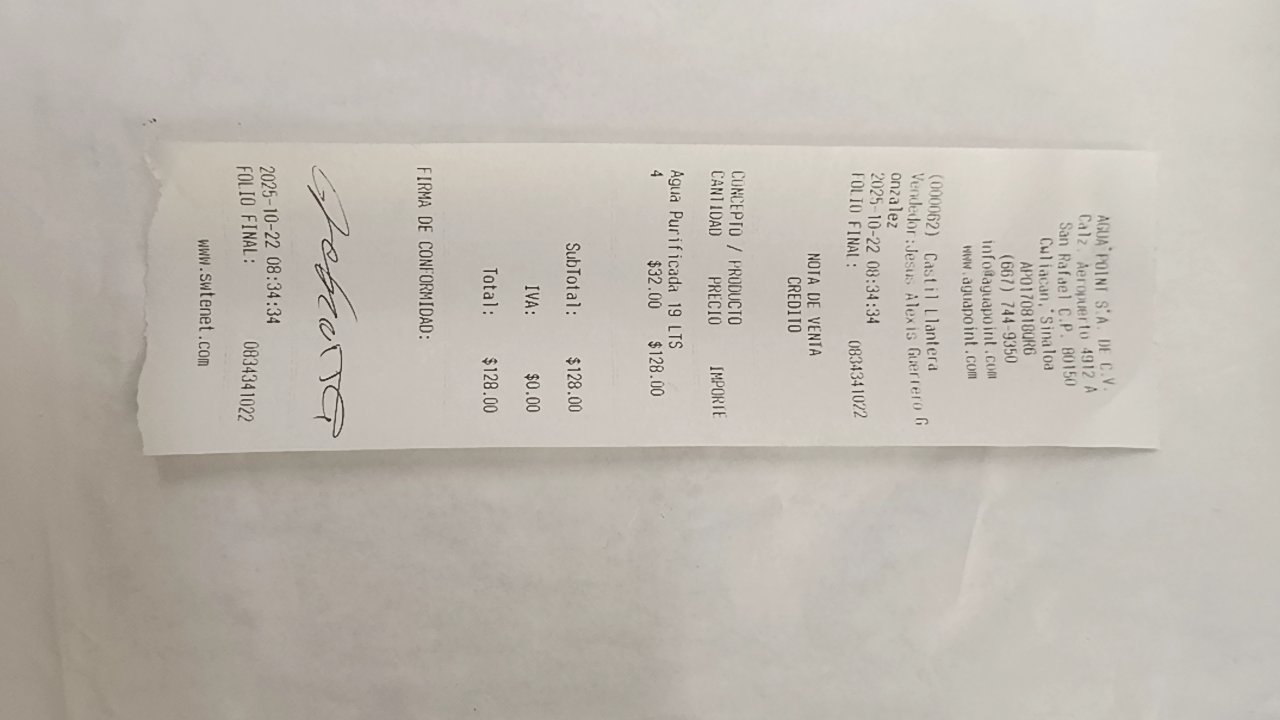 AGUA POINT S.A. DE C.V.
Calz. Aeropuerto 4912 A
San Rafael C.P. 80150
Culiacan, Sinaloa
APO170818QR6
(667) 744-9350
info@aguapoint.com
www.aguapoint.com
(000062) Castil Llantera
Vendedor:Jesus Alexis Guerrero G
onzalez
2025-10-22 08:34:34
FOLIO FINAL: 0834341022
NOTA DE VENTA
CREDITO
CONCEPTO / PRODUCTO
CANTIDAD PRECIO IMPORTE
Agua Purificada 19 LTS
4 $32.00 $128.00
SubTotal: $128.00
IVA: $0.00
Total: $128.00
FIRMA DE CONFORMIDAD:
2025-10-22 08:34:34
FOLIO FINAL: 0834341022
www.swtenet.com